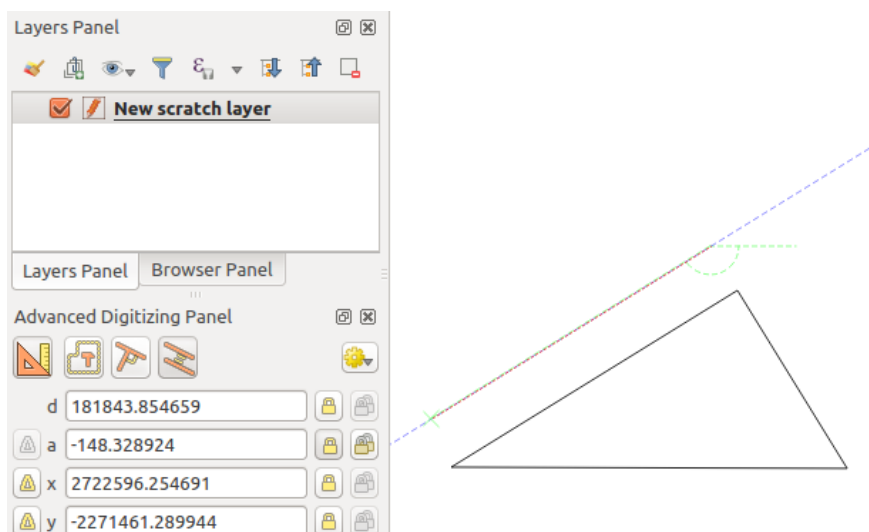 Layers Panel
New scratch layer
Layers Panel
Browser Panel
Advanced Digitizing Panel
d 181843.854659
a -148.328924
x 2722596.254691
y -2271461.289944